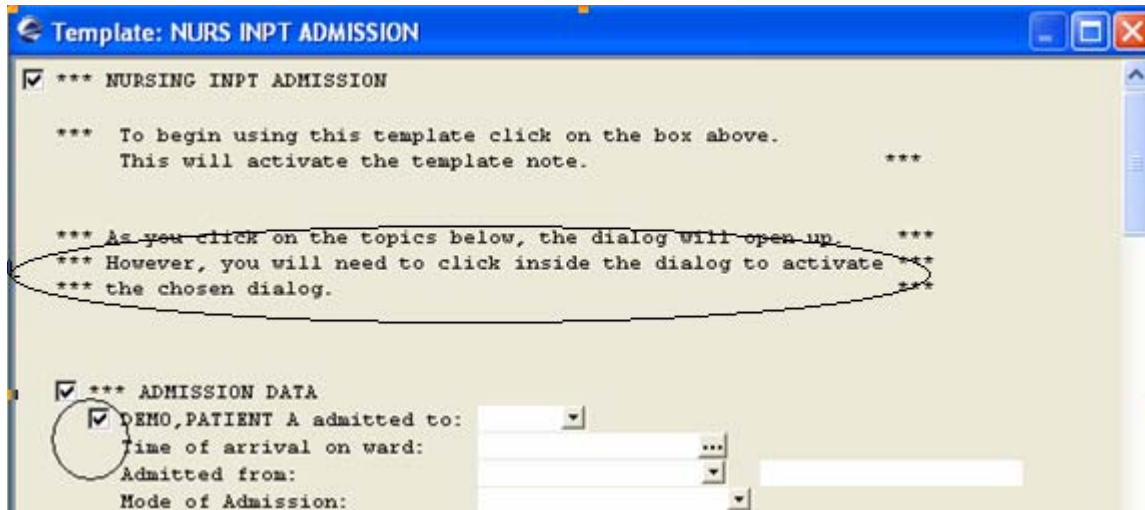 Template: NURS INPT ADMISSION
*** NURSING INPT ADMISSION
*** To begin using this template click on the box above.
This will activate the template note. ***
*** As you click on the topics below, the dialog will open up. ***
*** However, you will need to click inside the dialog to activate ***
*** the chosen dialog. ***
*** ADMISSION DATA
DEMO,PATIENT A admitted to:
Time of arrival on ward:
Admitted from:
Mode of Admission: